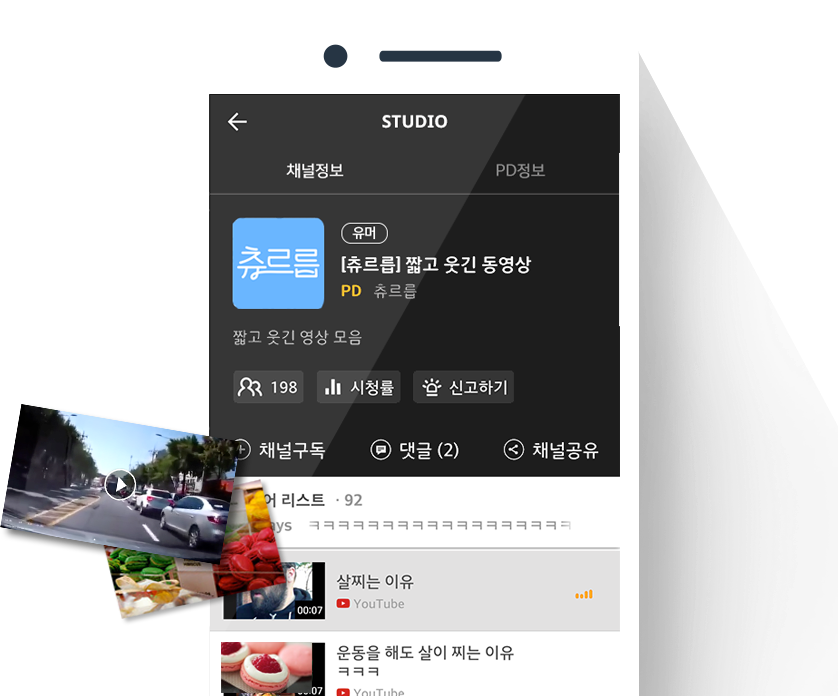 STUDIO
채널정보
PD정보
츄르릅
유머
[츄르릅] 짧고 웃긴 동영상
PD 츄르릅
짧고 웃긴 영상 모음
198
시청률
신고하기
채널구독
댓글 (2)
채널공유
어 리스트 · 92
ays ㅋㅋㅋㅋㅋㅋㅋㅋㅋㅋㅋㅋㅋㅋㅋㅋㅋㅋ
살찌는 이유
00:07
YouTube
운동을 해도 살이 찌는 이유
ㅋㅋㅋ
0:07
YouTube